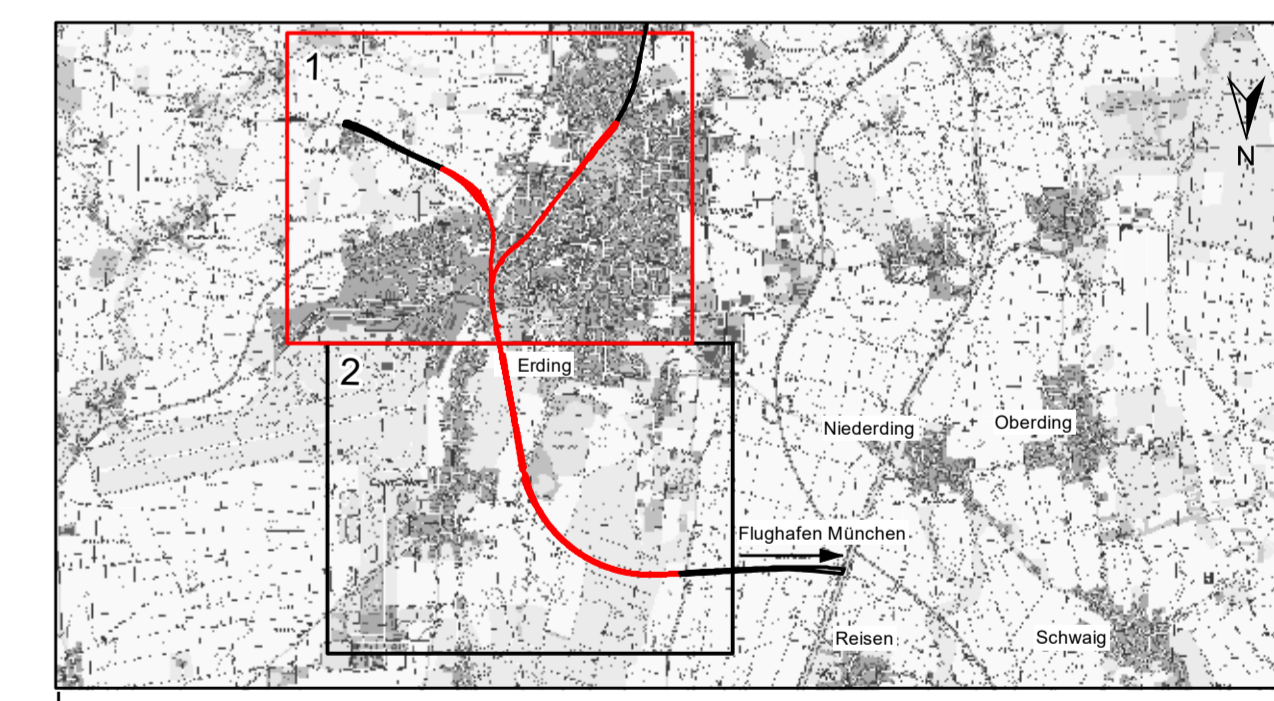 1
N
Erding
2
Niederding
Oberding
Flughafen München
Reisen
Schwaig